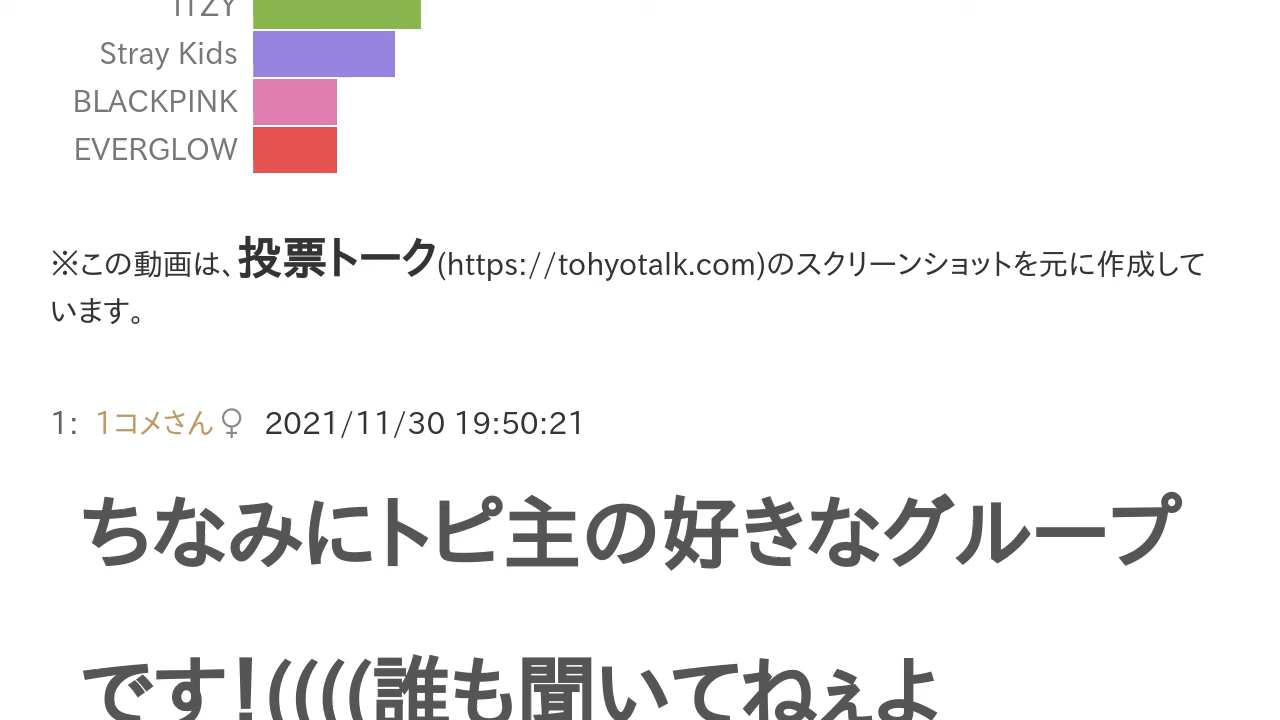 ITZY
Stray Kids
BLACKPINK
EVERGLOW
※この動画は、投票トーク(https://tohyotalk.com)のスクリーンショットを元に作成して
います。
1: 1コメさん♀ 2021/11/30 19:50:21
ちなみにトピ主の好きなグループ
です!((((誰も聞いてねぇよ